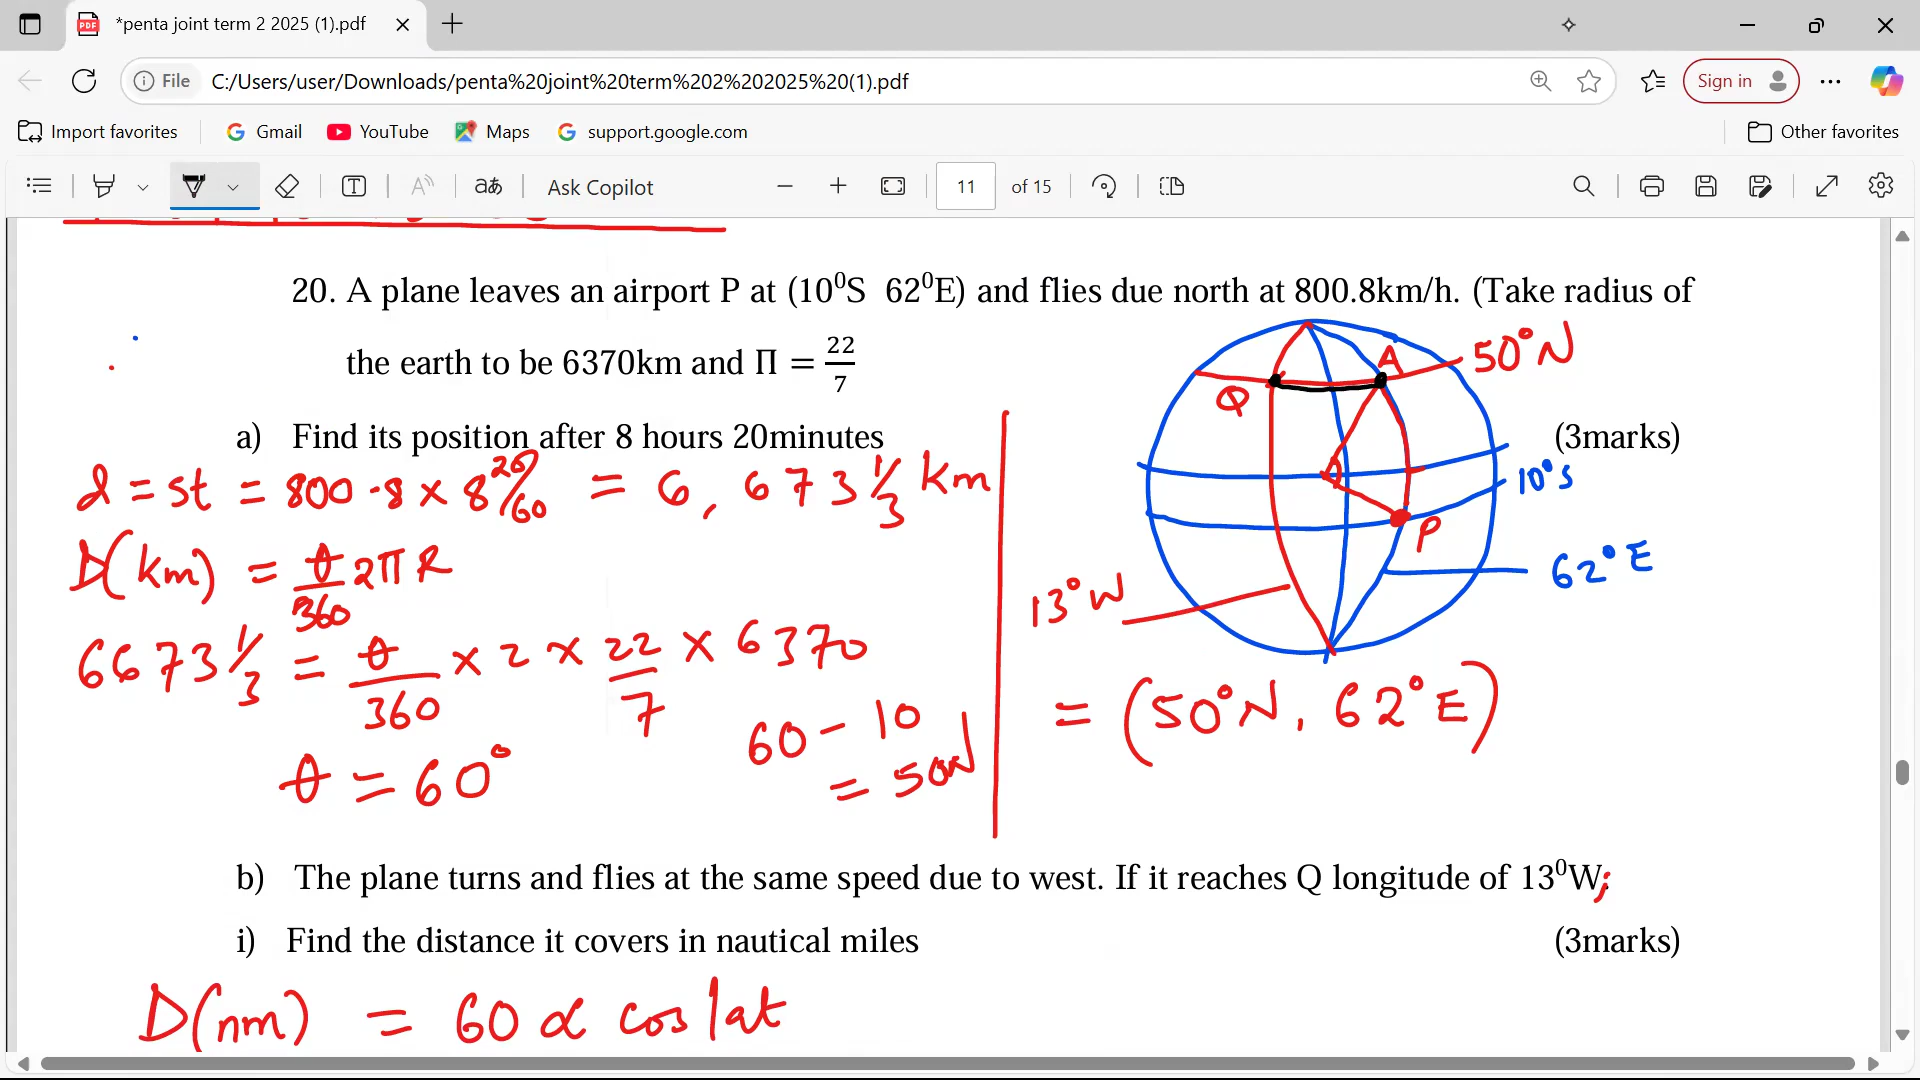 *penta joint term 2 2025 (1).pdf
File C:/Users/user/Downloads/penta%20joint%20term%202%202025%20(1).pdf Sign in
Import favorites Gmail YouTube Maps support.google.com Other favorites
Ask Copilot 11 of 15
20. A plane leaves an airport P at (10⁰S 62⁰E) and flies due north at 800.8km/h. (Take radius of
the earth to be 6370km and Π = 22/7
a) Find its position after 8 hours 20minutes (3marks)
d = st = 800.8 × 8 20/60 = 6,673 1/3 km
D(km) = θ/360 2πR
6673 1/3 = θ/360 × 2 × 22/7 × 6370
θ = 60°
60 - 10
= 50N
50°N
A
Q
10°S
P
62°E
13°W
= (50°N, 62°E)
b) The plane turns and flies at the same speed due to west. If it reaches Q longitude of 13⁰W;
i) Find the distance it covers in nautical miles (3marks)
D(nm) = 60 α cos lat